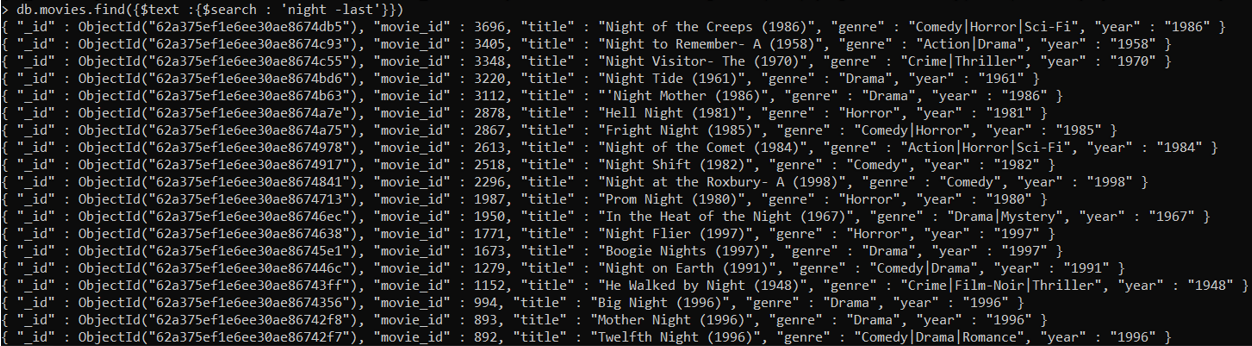 > db.movies.find({$text :{$search : 'night -last'}})
{ "_id" : ObjectId("62a375ef1e6ee30ae8674db5"), "movie_id" : 3696, "title" : "Night of the Creeps (1986)", "genre" : "Comedy|Horror|Sci-Fi", "year" : "1986" }
{ "_id" : ObjectId("62a375ef1e6ee30ae8674c93"), "movie_id" : 3405, "title" : "Night to Remember- A (1958)", "genre" : "Action|Drama", "year" : "1958" }
{ "_id" : ObjectId("62a375ef1e6ee30ae8674c55"), "movie_id" : 3348, "title" : "Night Visitor- The (1970)", "genre" : "Crime|Thriller", "year" : "1970" }
{ "_id" : ObjectId("62a375ef1e6ee30ae8674bd6"), "movie_id" : 3220, "title" : "Night Tide (1961)", "genre" : "Drama", "year" : "1961" }
{ "_id" : ObjectId("62a375ef1e6ee30ae8674b63"), "movie_id" : 3112, "title" : "'Night Mother (1986)", "genre" : "Drama", "year" : "1986" }
{ "_id" : ObjectId("62a375ef1e6ee30ae8674a7e"), "movie_id" : 2878, "title" : "Hell Night (1981)", "genre" : "Horror", "year" : "1981" }
{ "_id" : ObjectId("62a375ef1e6ee30ae8674a75"), "movie_id" : 2867, "title" : "Fright Night (1985)", "genre" : "Comedy|Horror", "year" : "1985" }
{ "_id" : ObjectId("62a375ef1e6ee30ae8674978"), "movie_id" : 2613, "title" : "Night of the Comet (1984)", "genre" : "Action|Horror|Sci-Fi", "year" : "1984" }
{ "_id" : ObjectId("62a375ef1e6ee30ae8674917"), "movie_id" : 2518, "title" : "Night Shift (1982)", "genre" : "Comedy", "year" : "1982" }
{ "_id" : ObjectId("62a375ef1e6ee30ae8674841"), "movie_id" : 2296, "title" : "Night at the Roxbury- A (1998)", "genre" : "Comedy", "year" : "1998" }
{ "_id" : ObjectId("62a375ef1e6ee30ae8674713"), "movie_id" : 1987, "title" : "Prom Night (1980)", "genre" : "Horror", "year" : "1980" }
{ "_id" : ObjectId("62a375ef1e6ee30ae86746ec"), "movie_id" : 1950, "title" : "In the Heat of the Night (1967)", "genre" : "Drama|Mystery", "year" : "1967" }
{ "_id" : ObjectId("62a375ef1e6ee30ae8674638"), "movie_id" : 1771, "title" : "Night Flier (1997)", "genre" : "Horror", "year" : "1997" }
{ "_id" : ObjectId("62a375ef1e6ee30ae86745e1"), "movie_id" : 1673, "title" : "Boogie Nights (1997)", "genre" : "Drama", "year" : "1997" }
{ "_id" : ObjectId("62a375ef1e6ee30ae867446c"), "movie_id" : 1279, "title" : "Night on Earth (1991)", "genre" : "Comedy|Drama", "year" : "1991" }
{ "_id" : ObjectId("62a375ef1e6ee30ae86743ff"), "movie_id" : 1152, "title" : "He Walked by Night (1948)", "genre" : "Crime|Film-Noir|Thriller", "year" : "1948" }
{ "_id" : ObjectId("62a375ef1e6ee30ae8674356"), "movie_id" : 994, "title" : "Big Night (1996)", "genre" : "Drama", "year" : "1996" }
{ "_id" : ObjectId("62a375ef1e6ee30ae86742f8"), "movie_id" : 893, "title" : "Mother Night (1996)", "genre" : "Drama", "year" : "1996" }
{ "_id" : ObjectId("62a375ef1e6ee30ae86742f7"), "movie_id" : 892, "title" : "Twelfth Night (1996)", "genre" : "Comedy|Drama|Romance", "year" : "1996" }